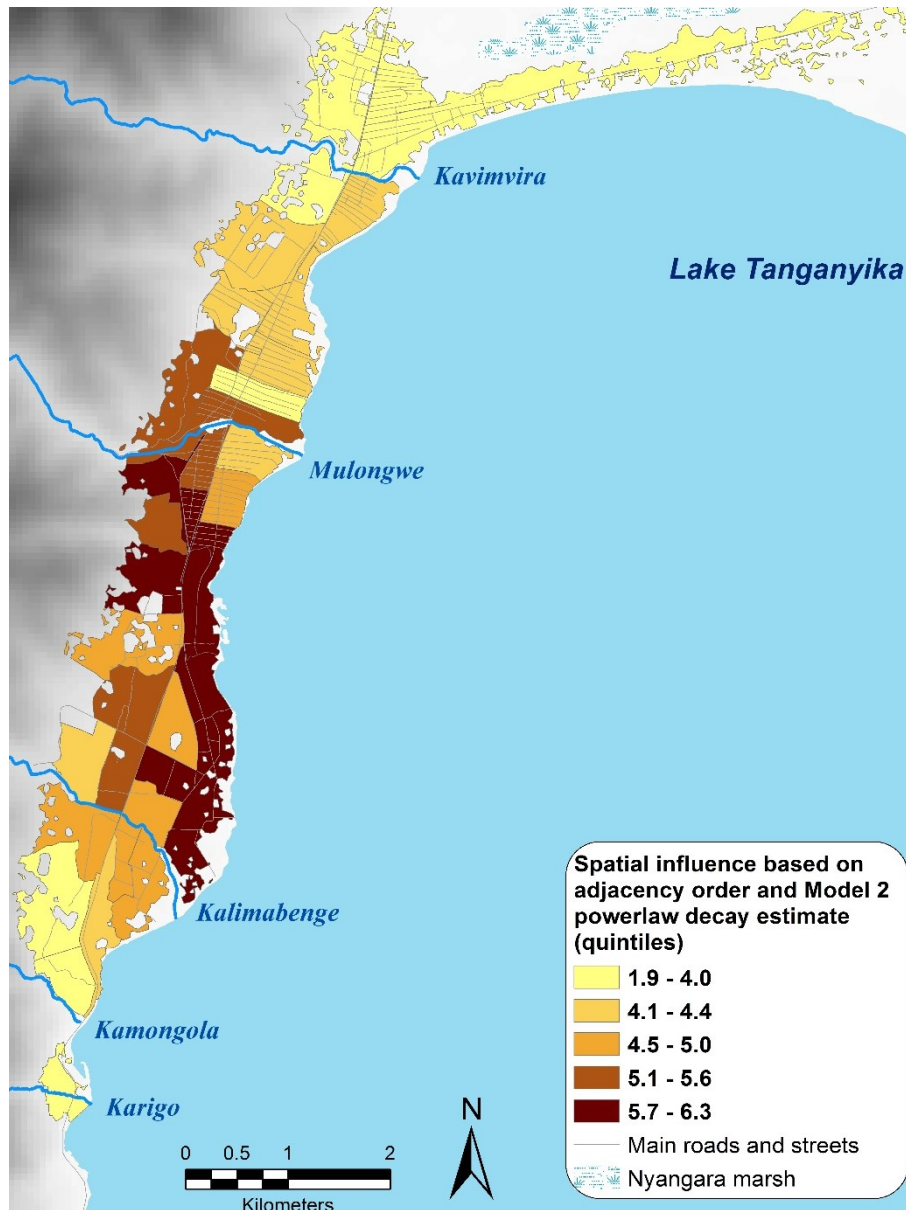 Kavimvira
Lake Tanganyika
Mulongwe
Kalimabenge
Kamongola
Karigo
Spatial influence based on
adjacency order and Model 2
powerlaw decay estimate
(quintiles)
1.9 - 4.0
4.1 - 4.4
4.5 - 5.0
5.1 - 5.6
5.7 - 6.3
Main roads and streets
Nyangara marsh
N
0 0.5 1 2
Kilometers